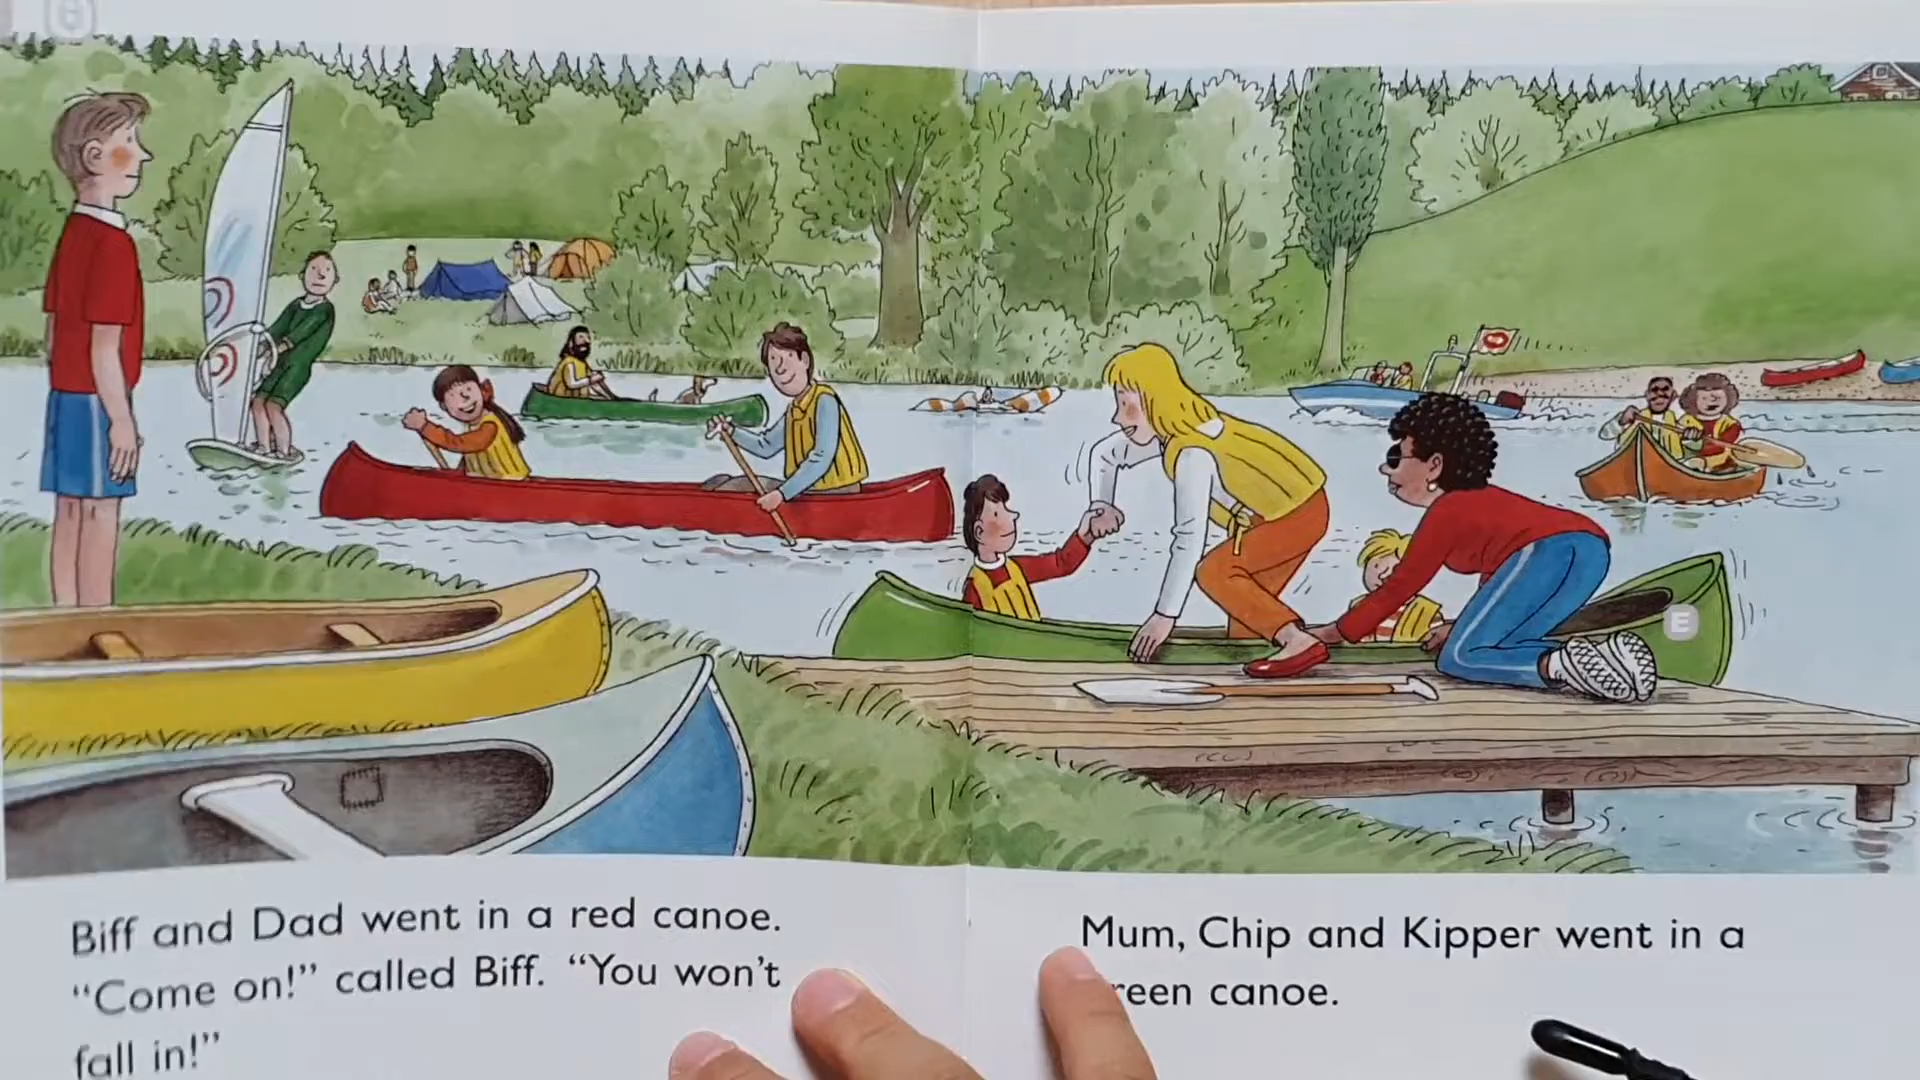 Biff and Dad went in a red canoe.
"Come on!" called Biff. "You won't
fall in!"
Mum, Chip and Kipper went in a
canoe.
E